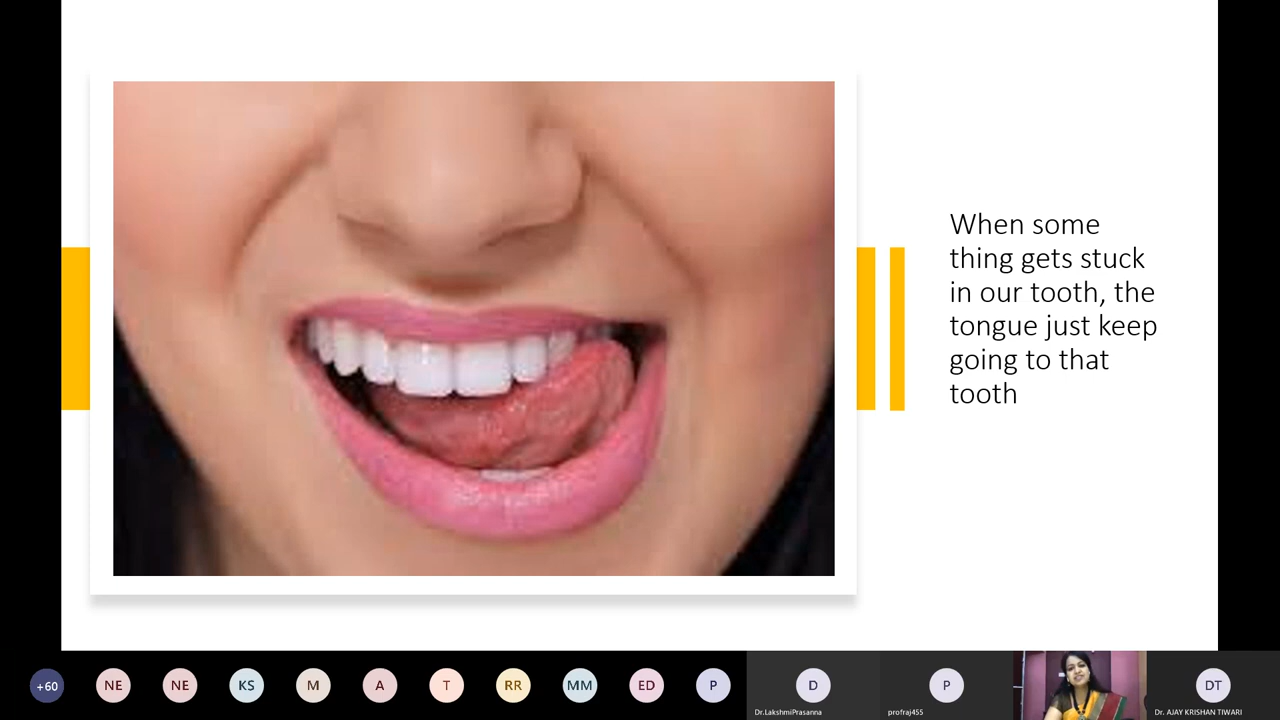 When some
thing gets stuck
in our tooth, the
tongue just keep
going to that
tooth
+60
NE
NE
KS
M
A
T
RR
MM
ED
P
D
P
DT
Dr.LakshmiPrasanna
profraj455
Dr. AJAY KRISHAN TIWARI